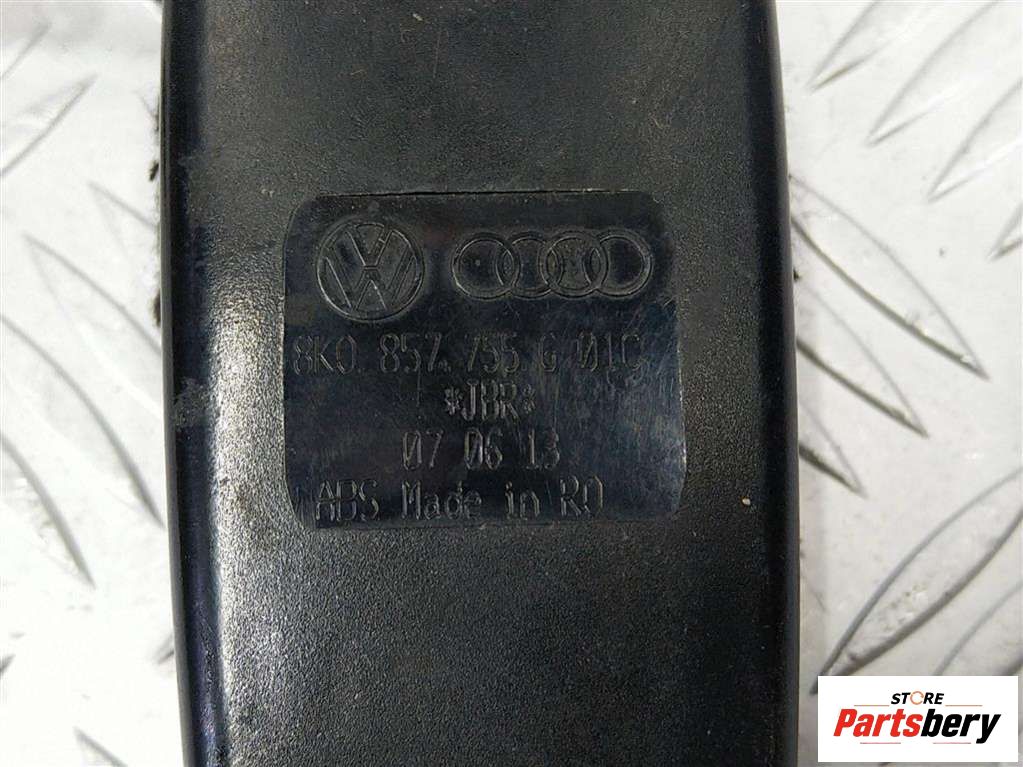 8K0 857 755 G 01C
*JBR*
07 06 13
ABS Made in RO
STORE
Partsbery